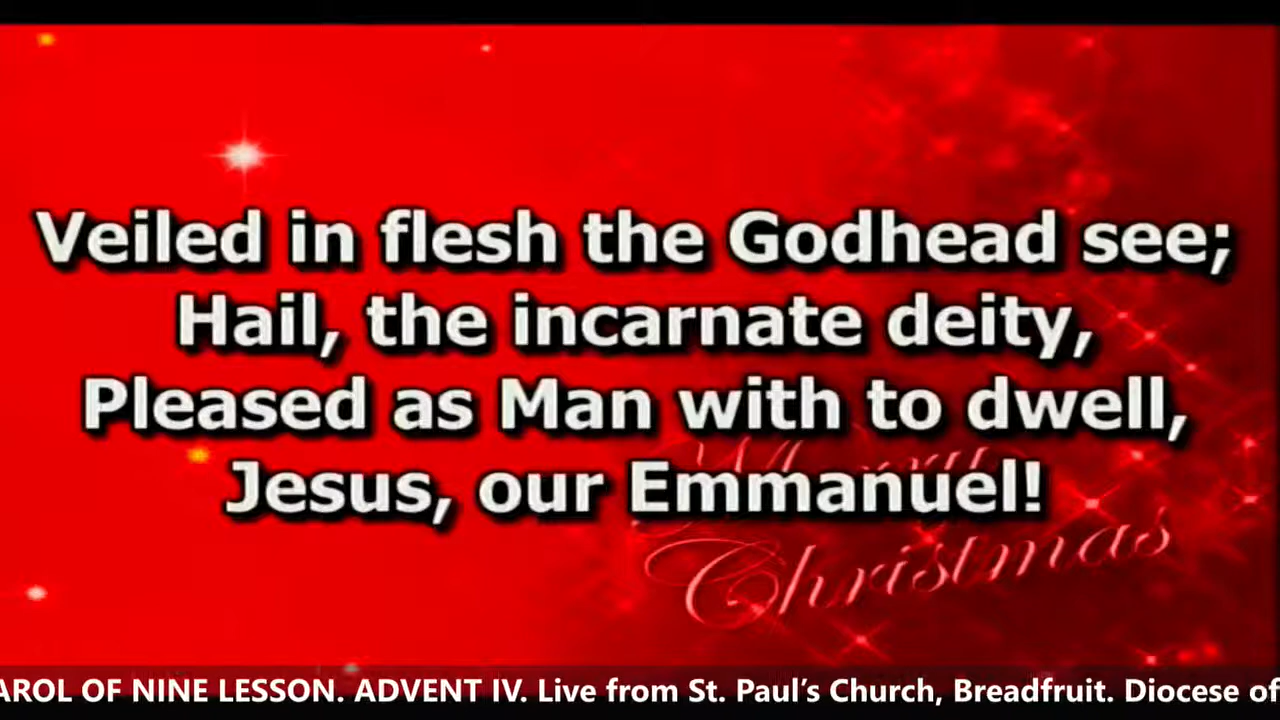 Veiled in flesh the Godhead see;
Hail, the incarnate deity,
Pleased as Man with to dwell,
Jesus, our Emmanuel!
Merry
Christmas
AROL OF NINE LESSON. ADVENT IV. Live from St. Paul's Church, Breadfruit. Diocese of